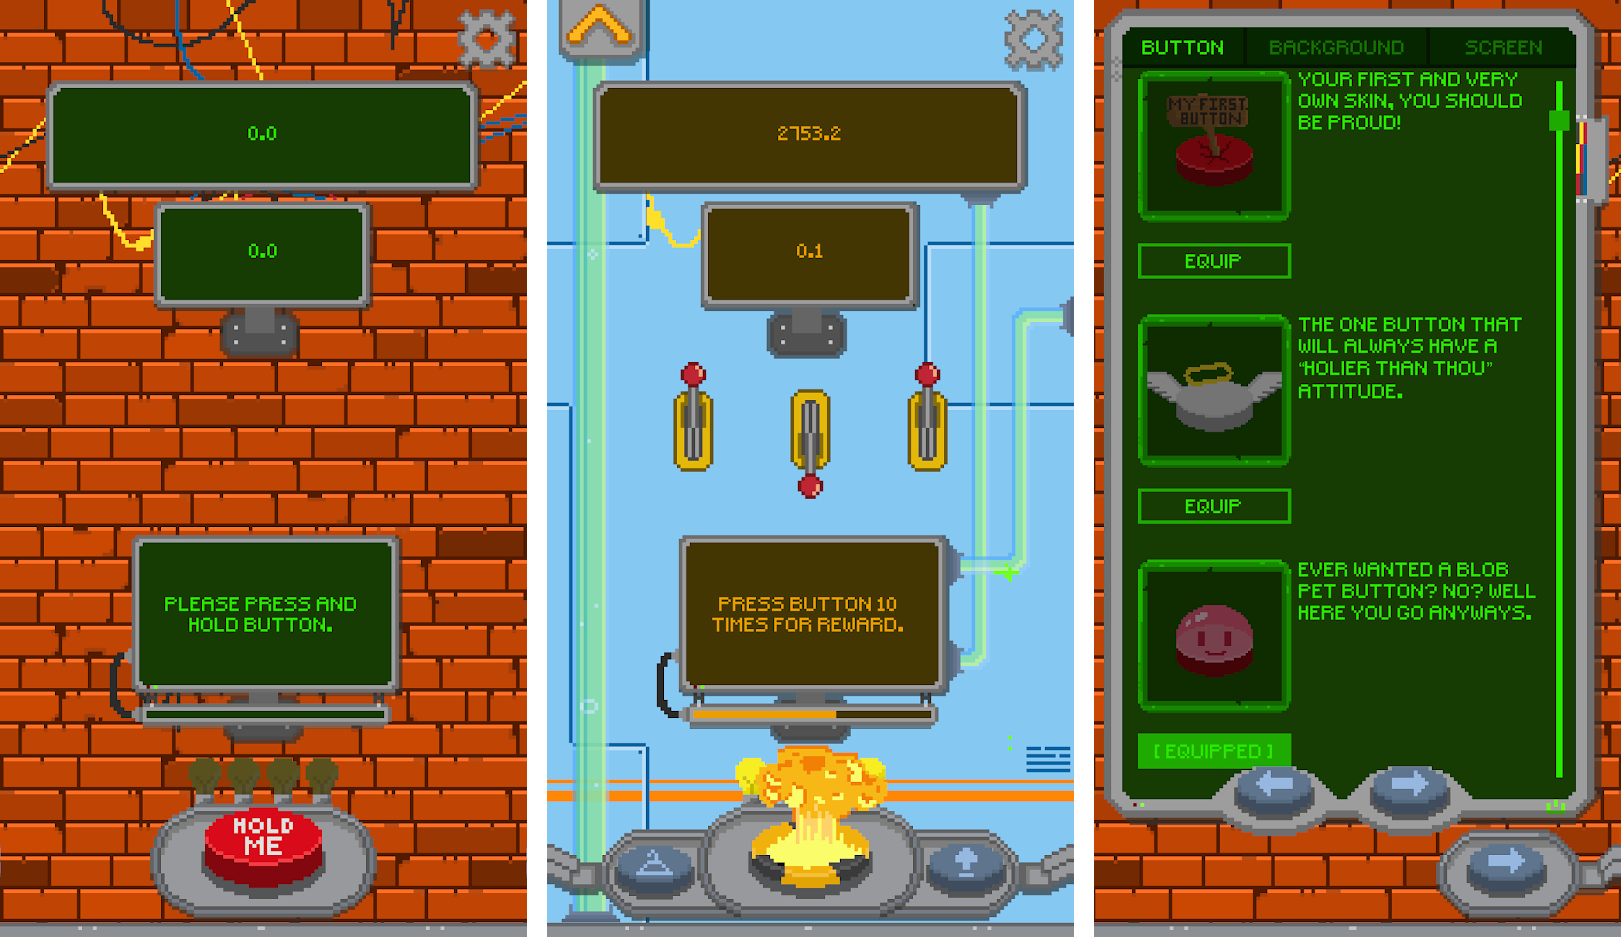 0.0
0.0
PLEASE PRESS AND
HOLD BUTTON.
HOLD
ME
2753.2
0.1
PRESS BUTTON 10
TIMES FOR REWARD.
BUTTON BACKGROUND SCREEN
MY FIRST
BUTTON
YOUR FIRST AND VERY
OWN SKIN, YOU SHOULD
BE PROUD!
EQUIP
THE ONE BUTTON THAT
WILL ALWAYS HAVE A
"HOLIER THAN THOU"
ATTITUDE.
EQUIP
EVER WANTED A BLOB
PET BUTTON? NO? WELL
HERE YOU GO ANYWAYS.
[EQUIPPED]